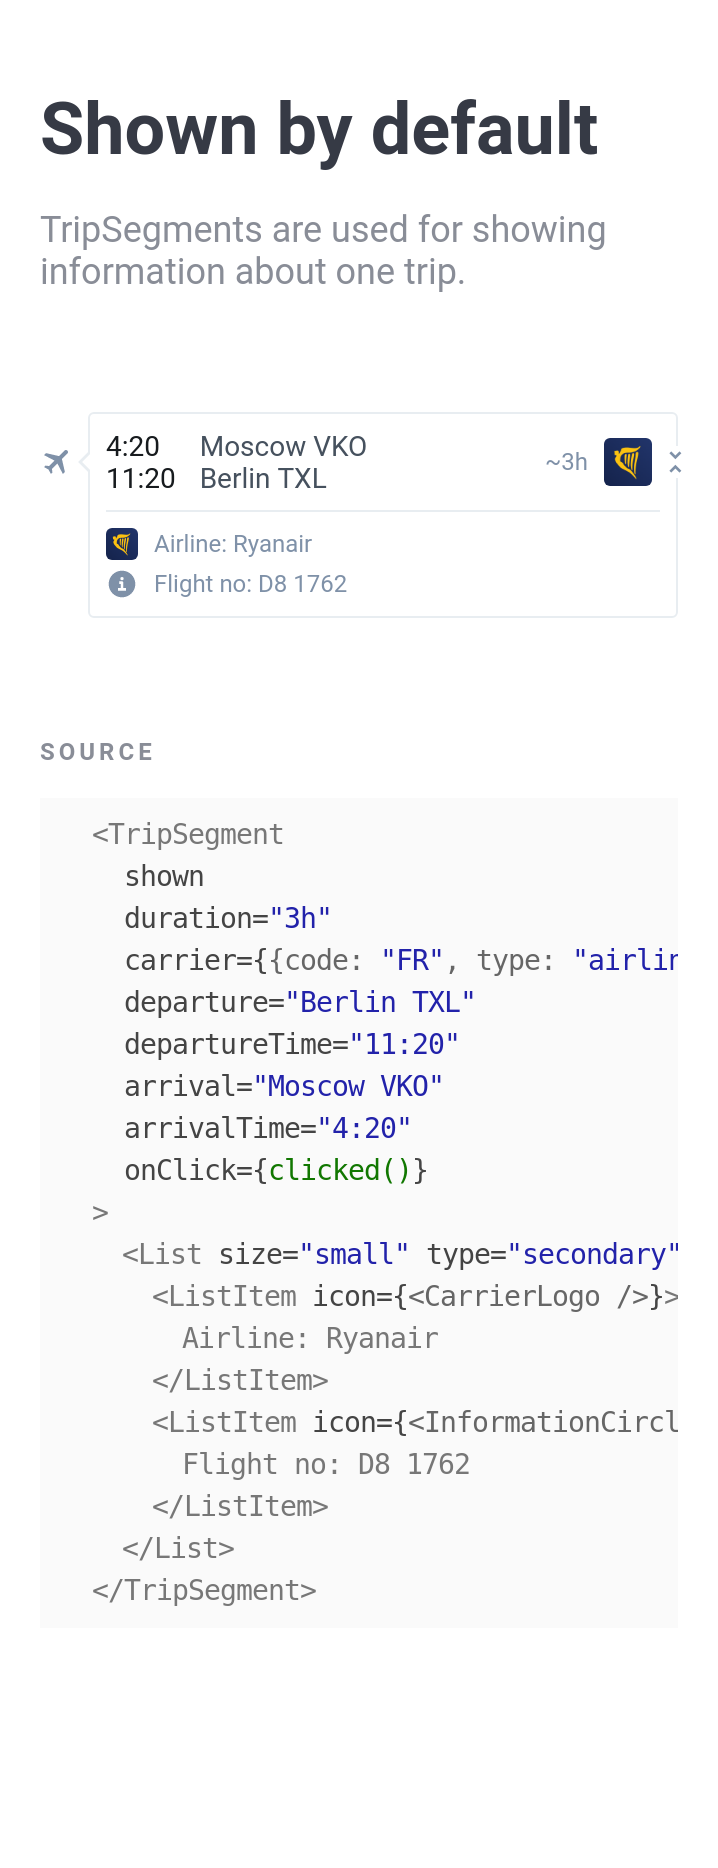 Shown by default
TripSegments are used for showing
information about one trip.
4:20 Moscow VKO
11:20 Berlin TXL
~3h
Airline: Ryanair
Flight no: D8 1762
SOURCE
<TripSegment
shown
duration="3h"
carrier={{code: "FR", type: "airlin
departure="Berlin TXL"
departureTime="11:20"
arrival="Moscow VKO"
arrivalTime="4:20"
onClick={clicked()}
>
<List size="small" type="secondary"
<ListItem icon={<CarrierLogo />}>
Airline: Ryanair
</ListItem>
<ListItem icon={<InformationCircl
Flight no: D8 1762
</ListItem>
</List>
</TripSegment>